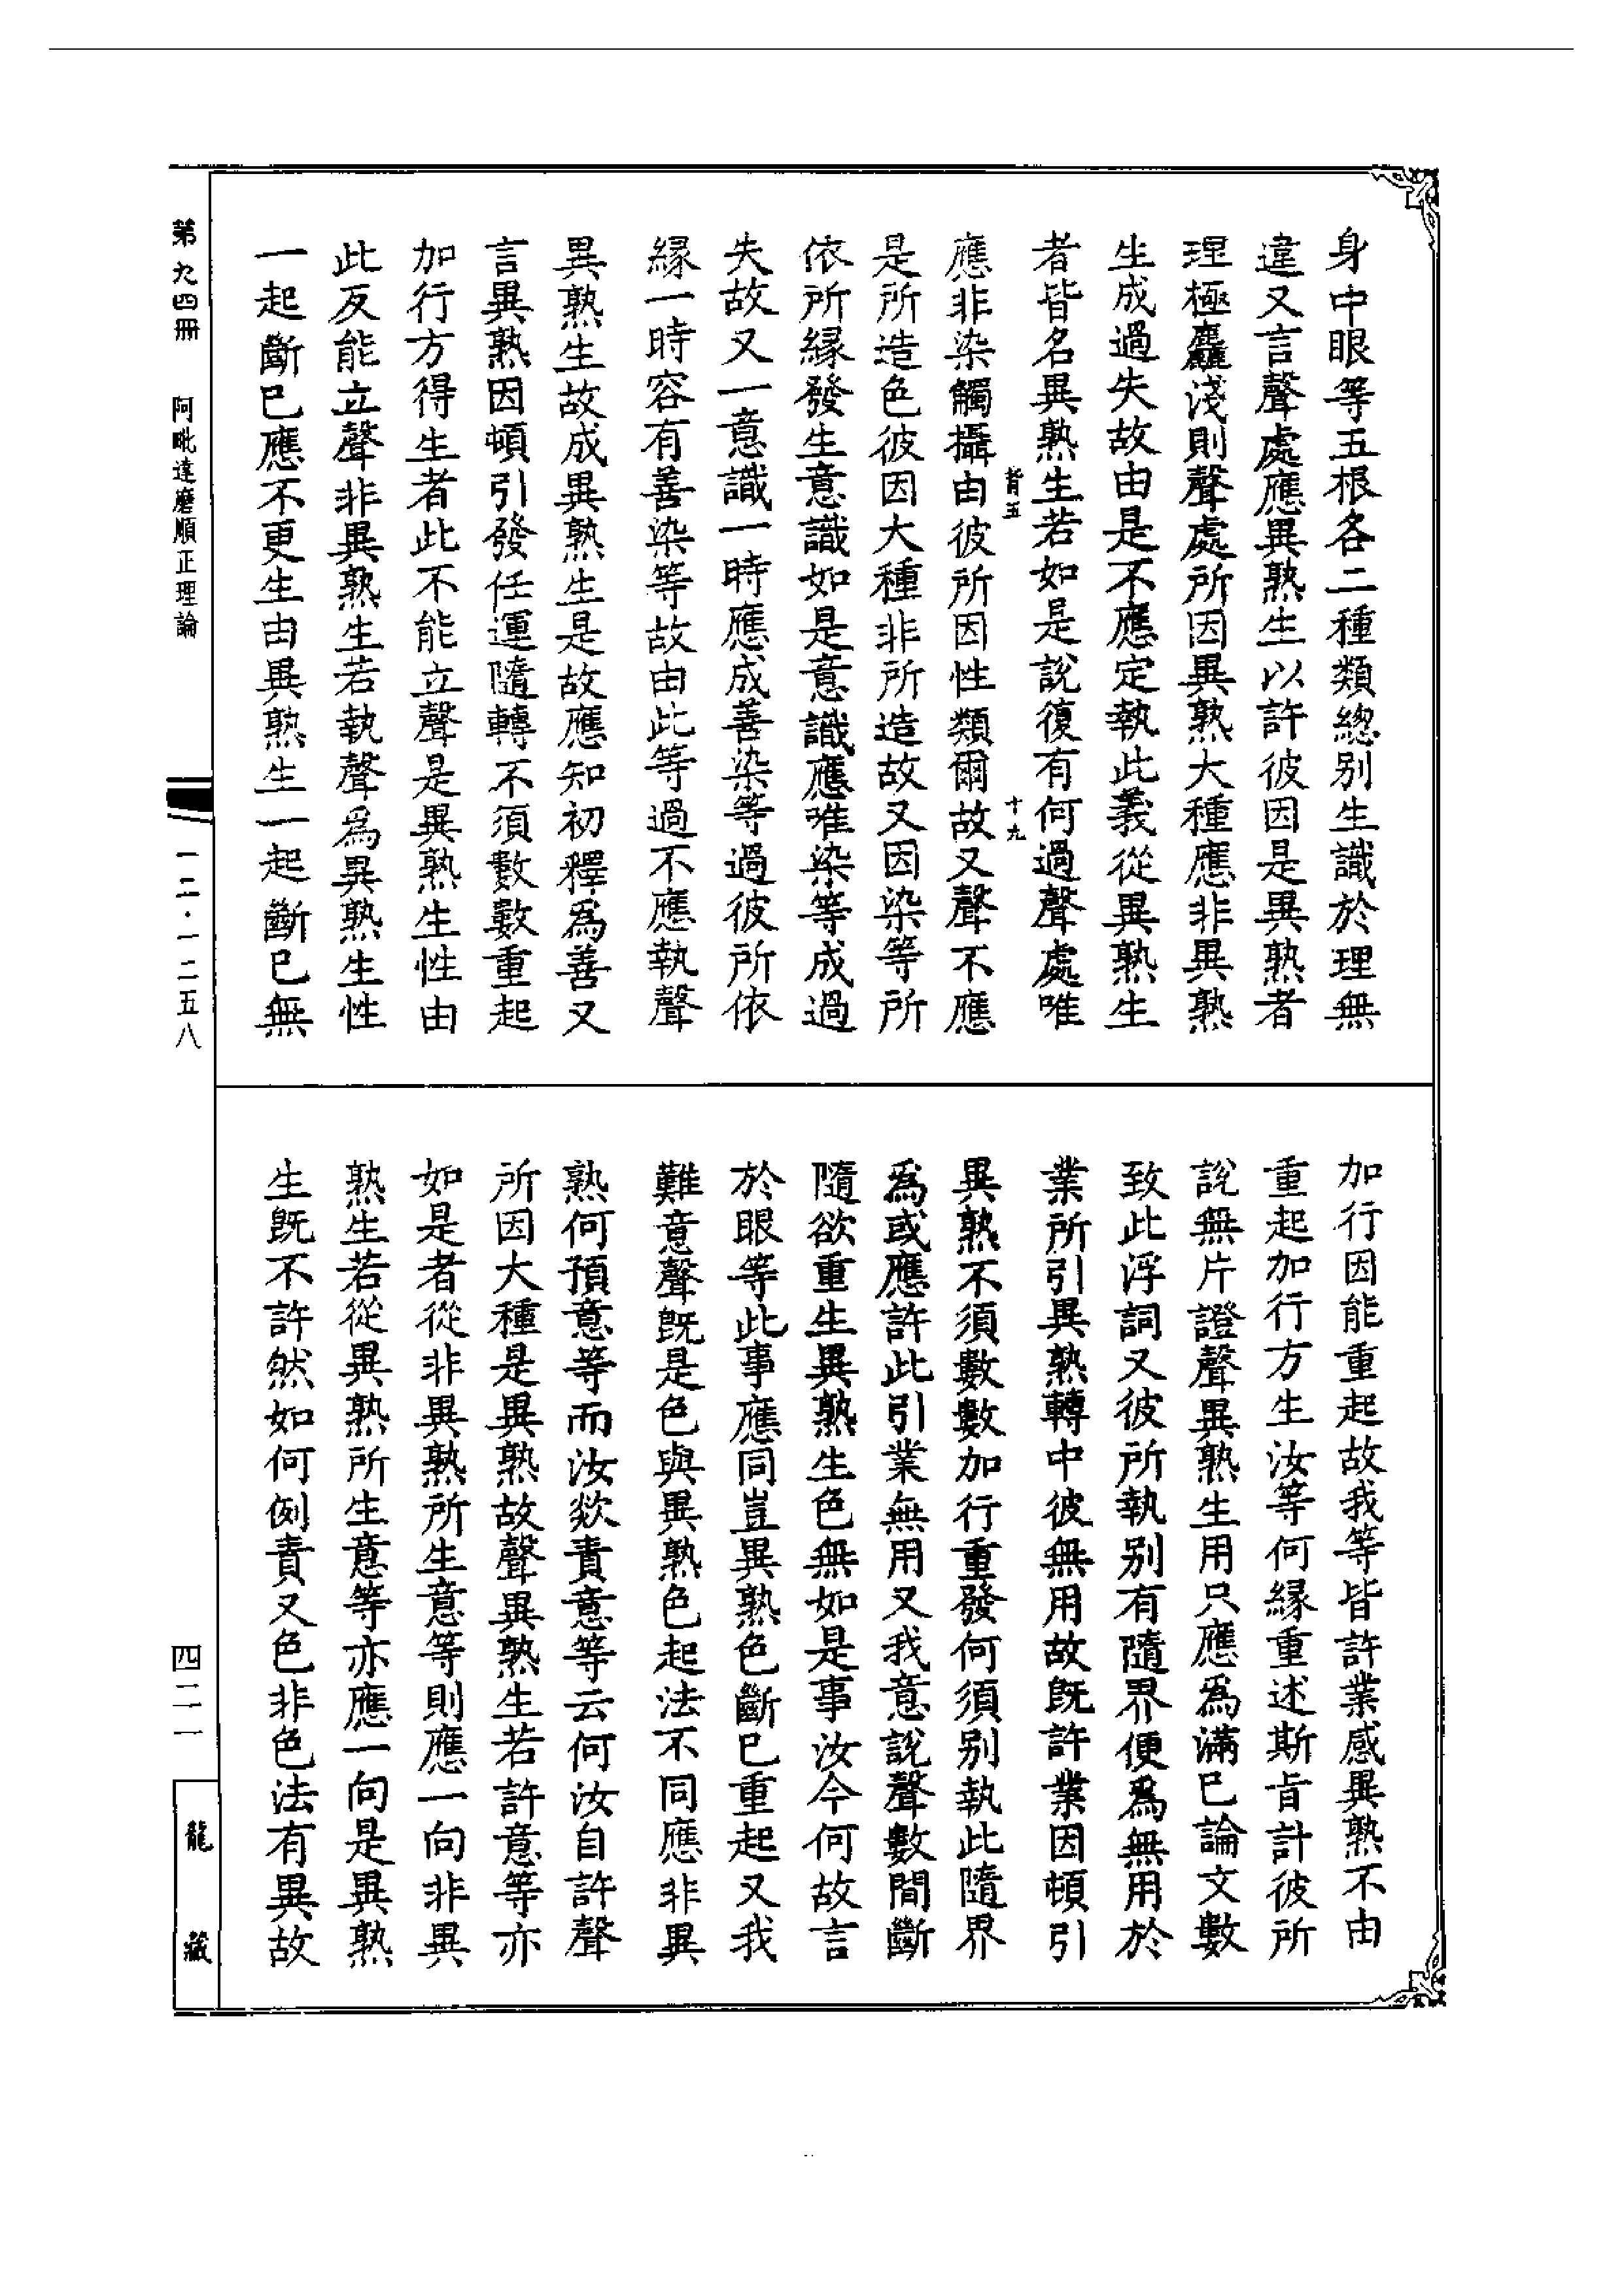 身中眼等五根各二種類總別生識於理無
違又言聲處應異熟生以許彼因是異熟者
理極麤淺則聲處所因異熟大種應非異熟
生成過失故由是不應定執此義從異熟生
者皆名異熟生若如是說復有何過聲處唯
應非染觸攝由彼所因性類爾故又聲不應
是所造色彼因大種非所造故又因染等所
依所緣發生意識如是意識應唯染等成過
失故又一意識一時應成善染等過彼所依
緣一時容有善染等故由此等過不應執聲
異熟生故成異熟生是故應知初釋為善又
言異熟因頓引發任運隨轉不須數數重起
加行方得生者此不能立聲是異熟生性由
此反能立聲非異熟生若執聲為異熟生性
一起斷已應不更生由異熟生一起斷已無
加行因能重起故我等皆許業感異熟不由
重起加行方生汝等何緣重述斯旨計彼所
說無片證聲異熟生用只應為滿已論文數
致此浮詞又彼所執別有隨界便為無用於
業所引異熟轉中彼無用故既許業因頓引
異熟不須數數加行重發何須別執此隨界
為或應許此引業無用又我意說聲數間斷
隨欲重生異熟生色無如是事汝今何故言
於眼等此事應同豈異熟色斷已重起又我
難意聲既是色與異熟色起法不同應非異
熟何預意等而汝欻責意等云何汝自許聲
所因大種是異熟故聲異熟生若許意等亦
如是者從非異熟所生意等則應一向非異
熟生若從異熟所生意等亦應一向是異熟
生既不許然如何例責又色非色法有異故
第九四冊 阿毗達磨順正理論
一二·一二五八
四二一
龍藏
十九